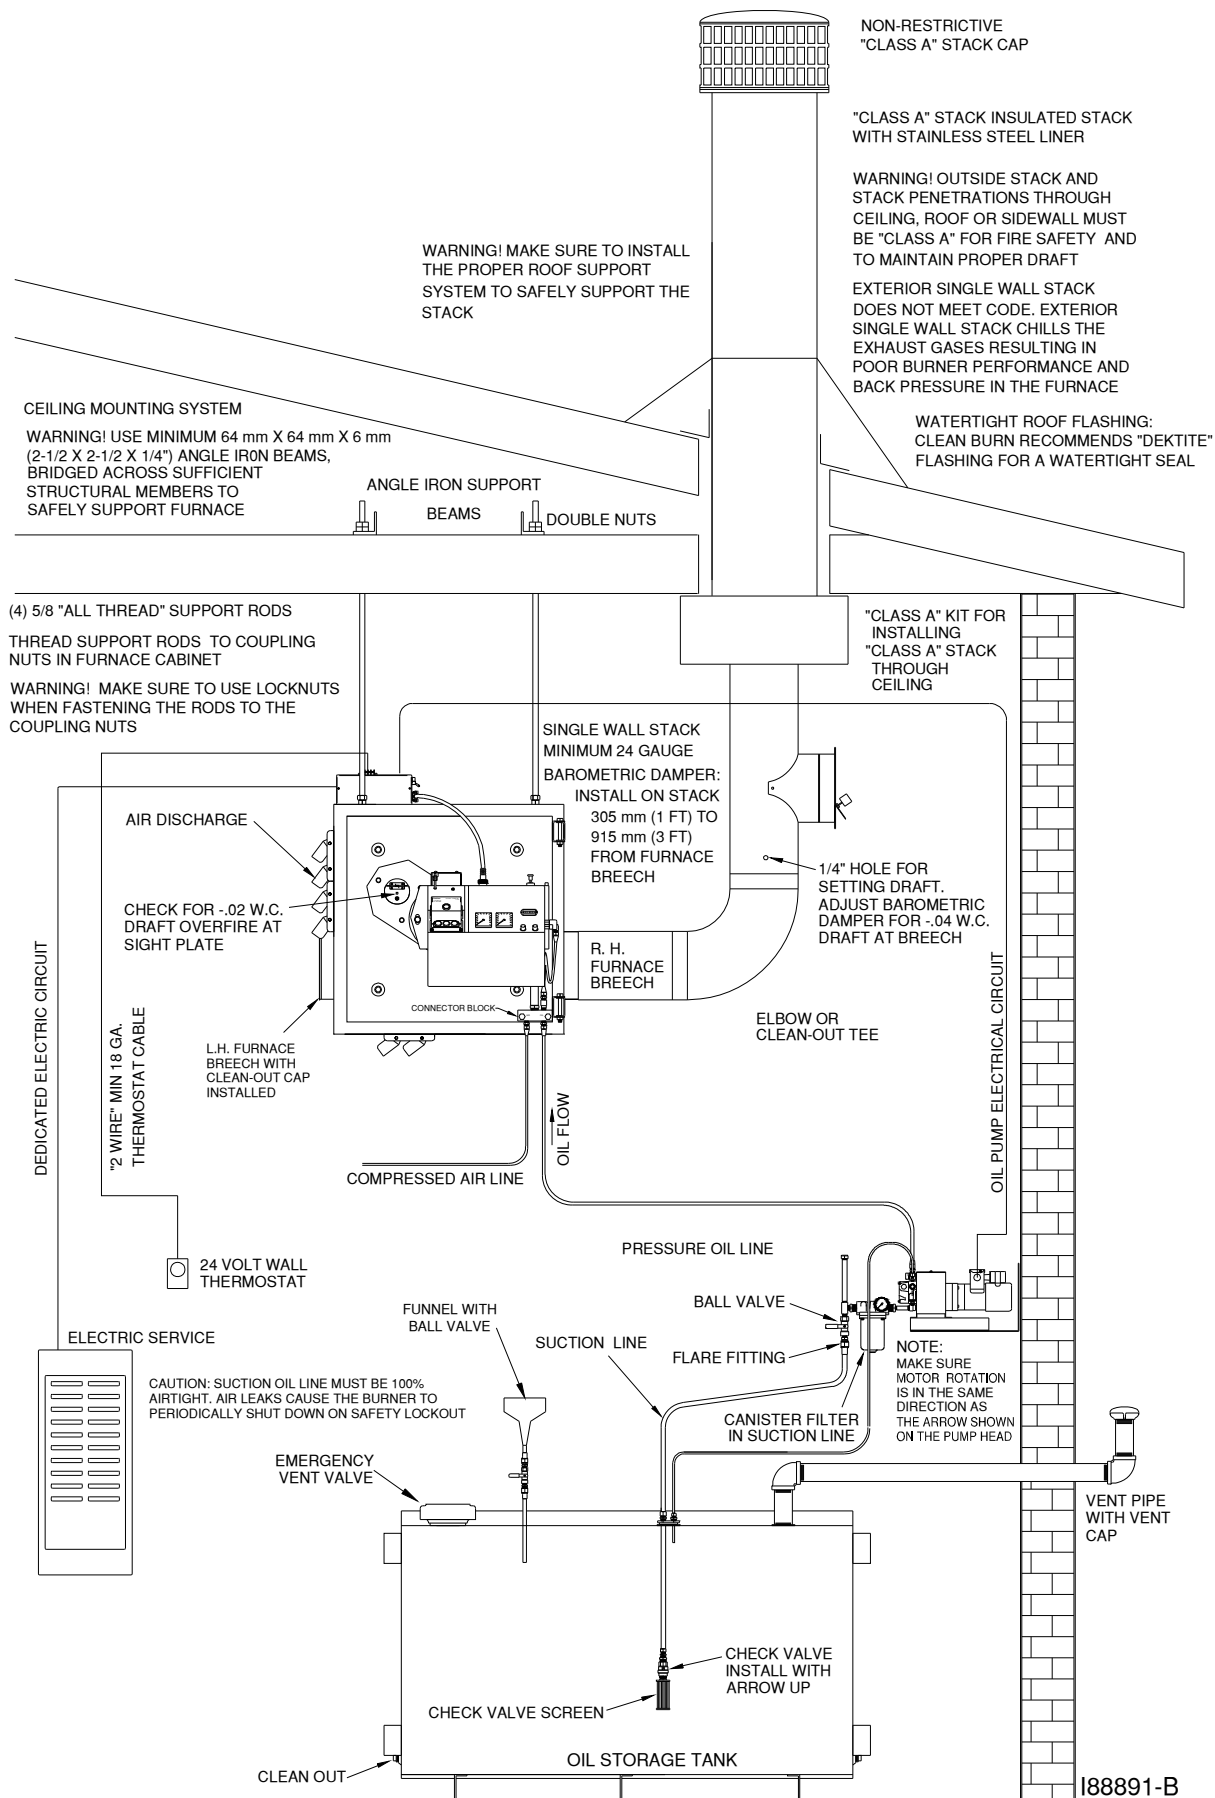 NON-RESTRICTIVE
"CLASS A" STACK CAP
"CLASS A" STACK INSULATED STACK
WITH STAINLESS STEEL LINER
WARNING! OUTSIDE STACK AND
STACK PENETRATIONS THROUGH
CEILING, ROOF OR SIDEWALL MUST
BE "CLASS A" FOR FIRE SAFETY AND
TO MAINTAIN PROPER DRAFT
WARNING! MAKE SURE TO INSTALL
THE PROPER ROOF SUPPORT
SYSTEM TO SAFELY SUPPORT THE
STACK
EXTERIOR SINGLE WALL STACK
DOES NOT MEET CODE. EXTERIOR
SINGLE WALL STACK CHILLS THE
EXHAUST GASES RESULTING IN
POOR BURNER PERFORMANCE AND
BACK PRESSURE IN THE FURNACE
CEILING MOUNTING SYSTEM
WARNING! USE MINIMUM 64 mm X 64 mm X 6 mm
(2-1/2 X 2-1/2 X 1/4") ANGLE IR0N BEAMS,
BRIDGED ACROSS SUFFICIENT
STRUCTURAL MEMBERS TO
SAFELY SUPPORT FURNACE
WATERTIGHT ROOF FLASHING:
CLEAN BURN RECOMMENDS "DEKTITE"
FLASHING FOR A WATERTIGHT SEAL
ANGLE IRON SUPPORT
BEAMS
DOUBLE NUTS
(4) 5/8 "ALL THREAD" SUPPORT RODS
THREAD SUPPORT RODS TO COUPLING
NUTS IN FURNACE CABINET
WARNING! MAKE SURE TO USE LOCKNUTS
WHEN FASTENING THE RODS TO THE
COUPLING NUTS
"CLASS A" KIT FOR
INSTALLING
"CLASS A" STACK
THROUGH
CEILING
SINGLE WALL STACK
MINIMUM 24 GAUGE
BAROMETRIC DAMPER:
INSTALL ON STACK
305 mm (1 FT) TO
915 mm (3 FT)
FROM FURNACE
BREECH
AIR DISCHARGE
1/4" HOLE FOR
SETTING DRAFT.
ADJUST BAROMETRIC
DAMPER FOR -.04 W.C.
DRAFT AT BREECH
CHECK FOR -.02 W.C.
DRAFT OVERFIRE AT
SIGHT PLATE
R. H.
FURNACE
BREECH
CONNECTOR BLOCK
ELBOW OR
CLEAN-OUT TEE
L.H. FURNACE
BREECH WITH
CLEAN-OUT CAP
INSTALLED
DEDICATED ELECTRIC CIRCUIT
"2 WIRE" MIN 18 GA.
THERMOSTAT CABLE
OIL FLOW
OIL PUMP ELECTRICAL CIRCUIT
COMPRESSED AIR LINE
24 VOLT WALL
THERMOSTAT
PRESSURE OIL LINE
BALL VALVE
FUNNEL WITH
BALL VALVE
ELECTRIC SERVICE
SUCTION LINE
FLARE FITTING
NOTE:
MAKE SURE
MOTOR ROTATION
IS IN THE SAME
DIRECTION AS
THE ARROW SHOWN
ON THE PUMP HEAD
CAUTION: SUCTION OIL LINE MUST BE 100%
AIRTIGHT. AIR LEAKS CAUSE THE BURNER TO
PERIODICALLY SHUT DOWN ON SAFETY LOCKOUT
CANISTER FILTER
IN SUCTION LINE
EMERGENCY
VENT VALVE
VENT PIPE
WITH VENT
CAP
CHECK VALVE
INSTALL WITH
ARROW UP
CHECK VALVE SCREEN
OIL STORAGE TANK
CLEAN OUT
I88891-B